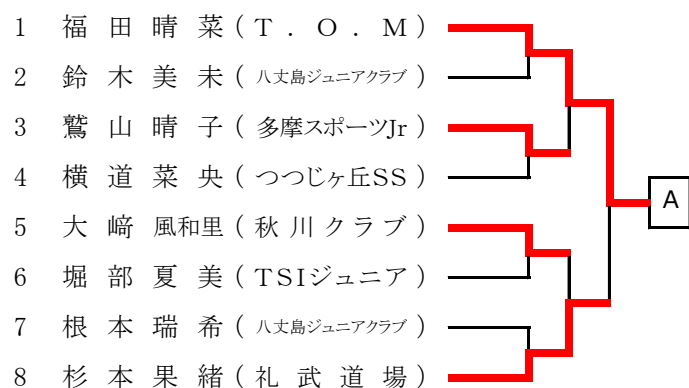 1 福田晴菜(T.O.M)
2 鈴木美未(八丈島ジュニアクラブ)
3 鷲山晴子(多摩スポーツJr)
4 横道菜央(つつじヶ丘SS)
A
5 大﨑風和里(秋川クラブ)
6 堀部夏美(TSIジュニア)
7 根本瑞希(八丈島ジュニアクラブ)
8 杉本果緒(礼武道場)